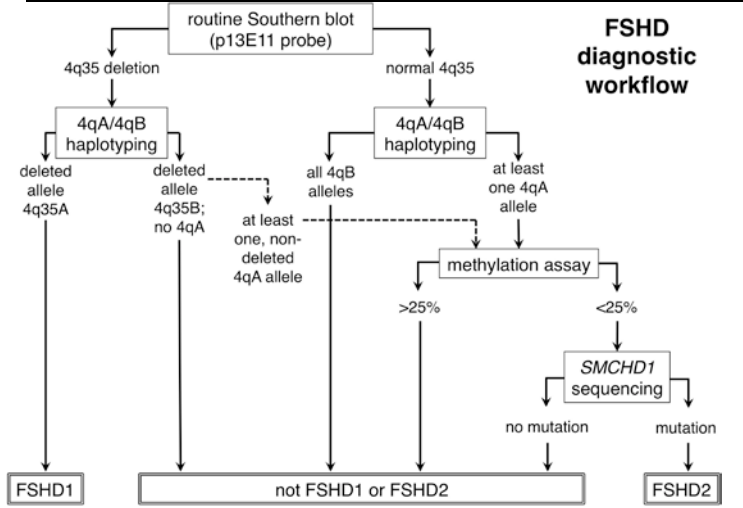 routine Southern blot
(p13E11 probe)
FSHD
diagnostic
workflow
4q35 deletion
normal 4q35
4qA/4qB
haplotyping
4qA/4qB
haplotyping
deleted
allele
4q35A
deleted
allele
4q35B;
no 4qA
at least
one, non-
deleted
4qA allele
all 4qB
alleles
at least
one 4qA
allele
methylation assay
>25%
<25%
SMCHD1
sequencing
no mutation
mutation
FSHD1
not FSHD1 or FSHD2
FSHD2